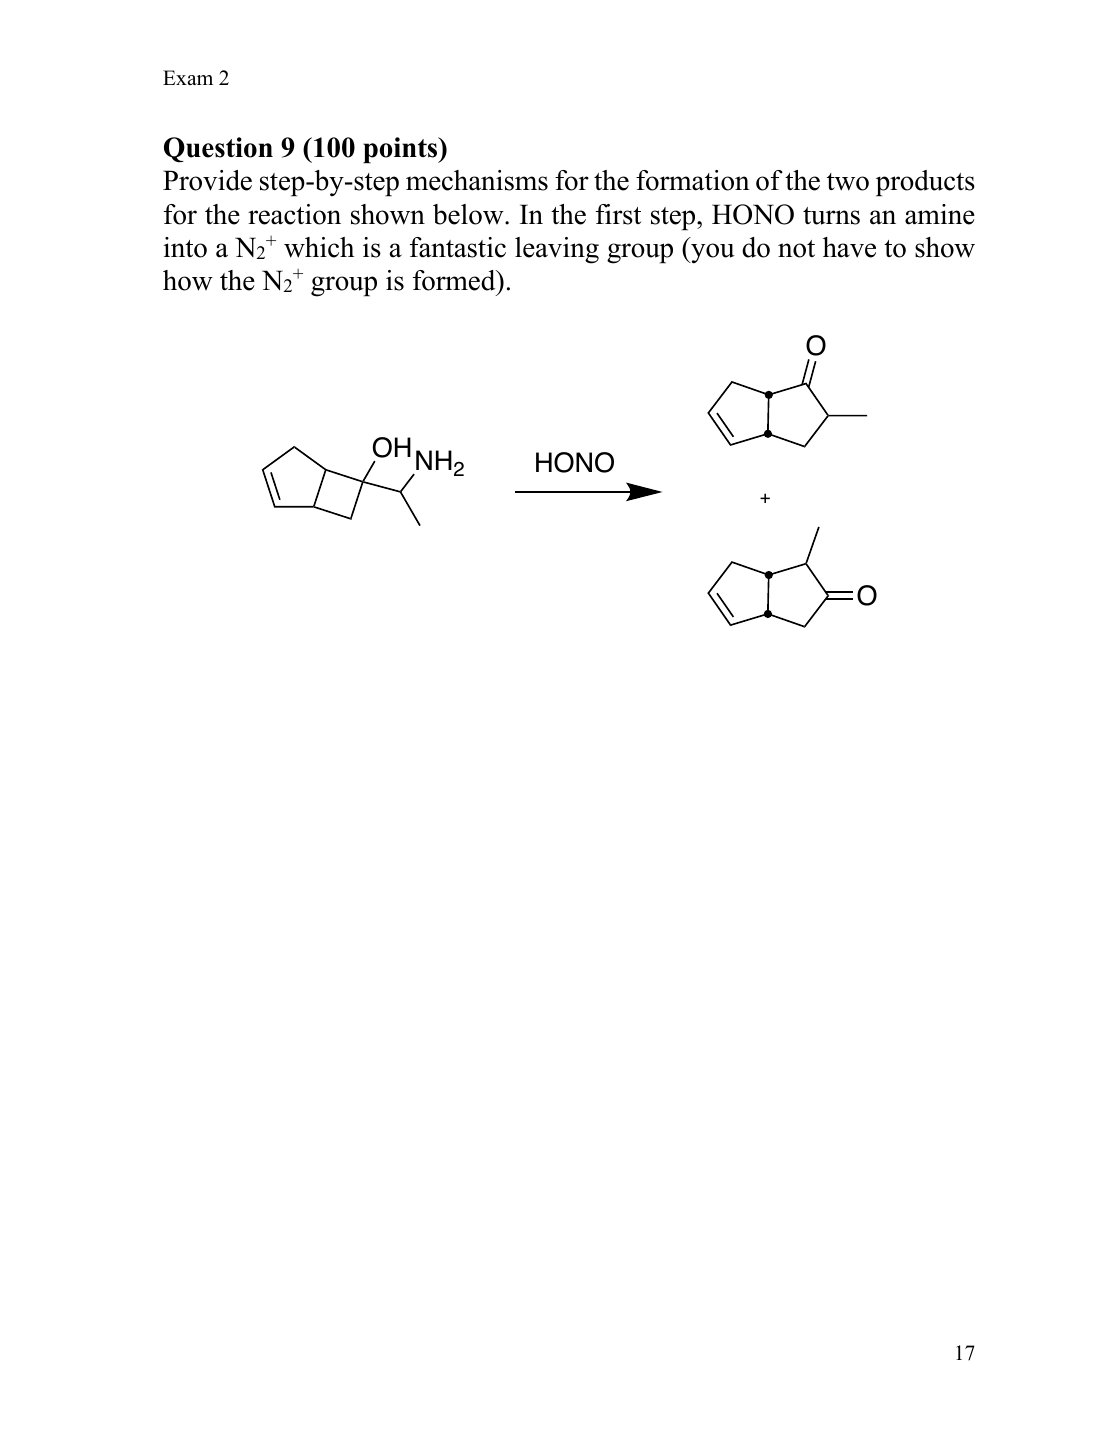 Exam 2
Question 9 (100 points)
Provide step-by-step mechanisms for the formation of the two products
for the reaction shown below. In the first step, HONO turns an amine
into a N₂⁺ which is a fantastic leaving group (you do not have to show
how the N₂⁺ group is formed).
O
OH
NH₂
HONO
+
O
17